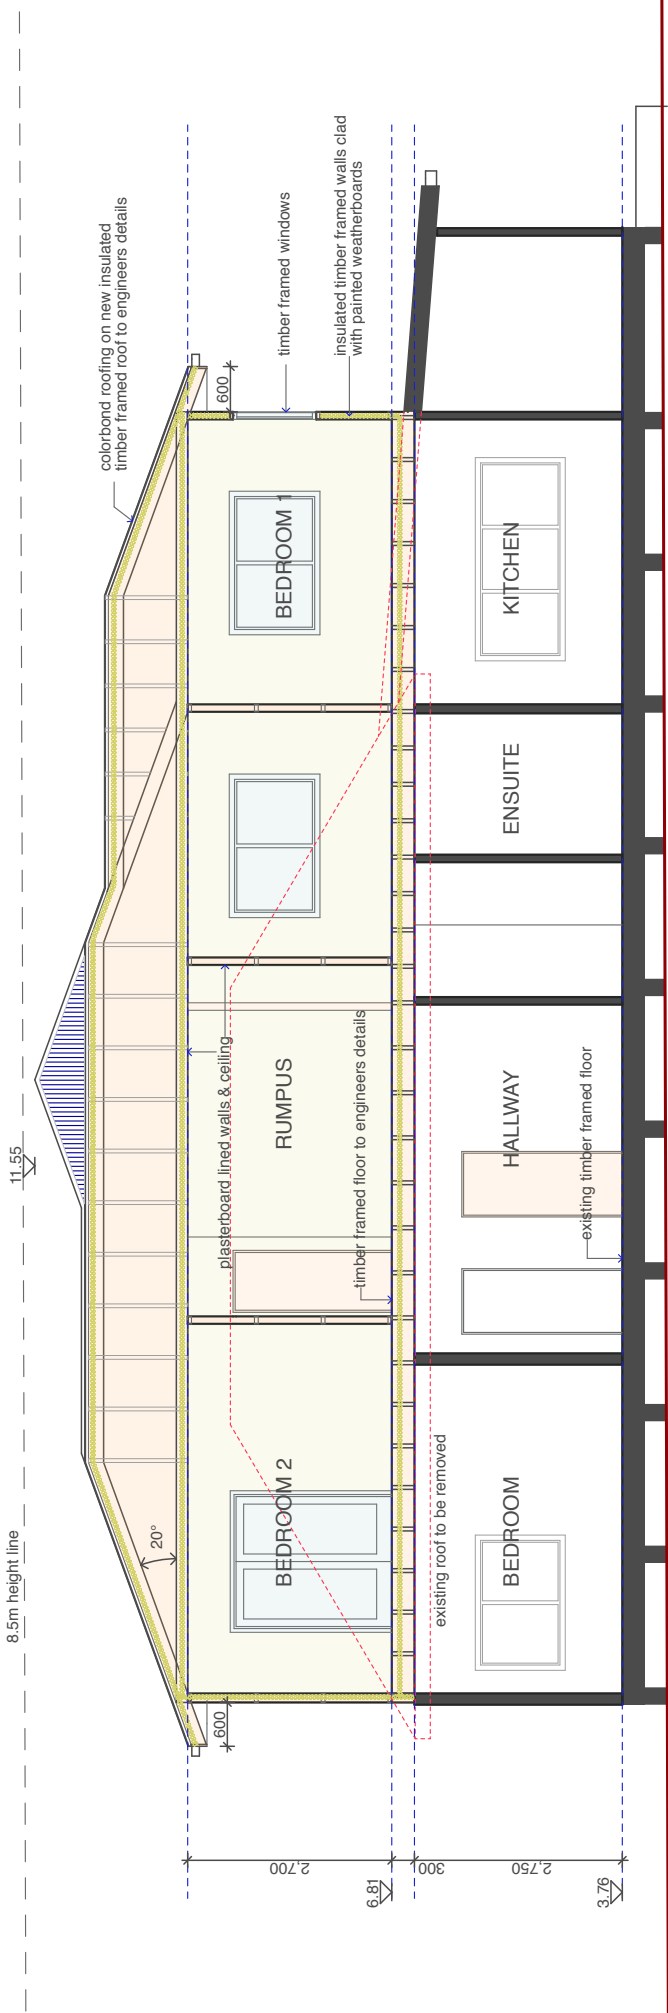 8.5m height line
11.55
colorbond roofing on new insulated
timber framed roof to engineers details
20°
600
600
timber framed windows
insulated timber framed walls clad
with painted weatherboards
BEDROOM 2
RUMPUS
BEDROOM 1
plasterboard lined walls & ceiling
timber framed floor to engineers details
2,700
6.81
300
2,750
3.76
existing roof to be removed
BEDROOM
HALLWAY
ENSUITE
KITCHEN
existing timber framed floor